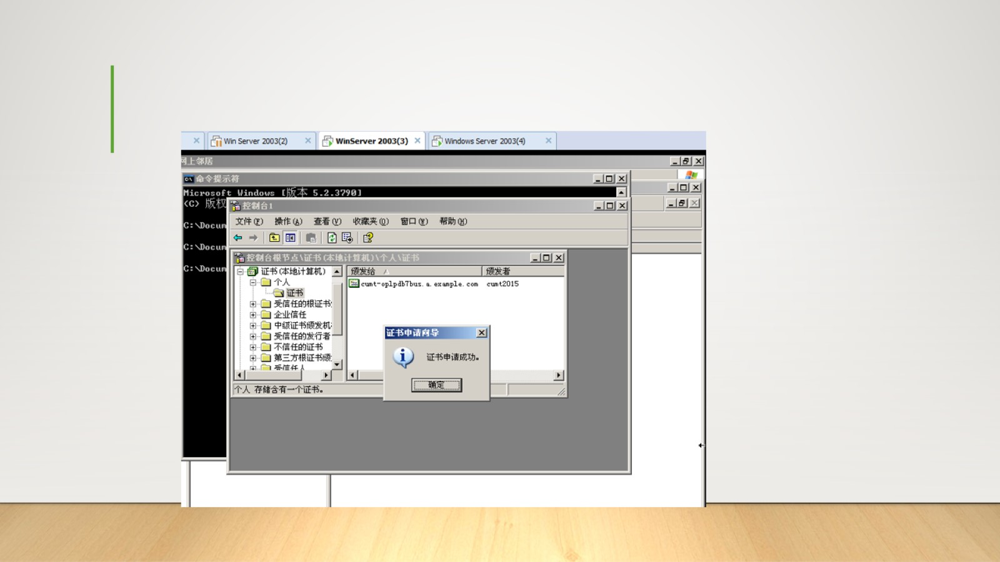 Win Server 2003(2)
WinServer 2003(3)
Windows Server 2003(4)
网上邻居
命令提示符
Microsoft Windows [版本 5.2.3790]
(C) 版权
控制台1
文件(F) 操作(A) 查看(V) 收藏夹(O) 窗口(W) 帮助(H)
C:\Docum
C:\Docum
C:\Docum
控制台根节点\证书(本地计算机)\个人\证书
证书(本地计算机)
个人
证书
受信任的根证书
企业信任
中级证书颁发机
受信任的发行者
不信任的证书
第三方根证书颁
受信任人
颁发给 颁发者
cumt-oplpdb7bus.a.example.com cumt2015
证书申请向导
证书申请成功。
确定
个人 存储含有一个证书。